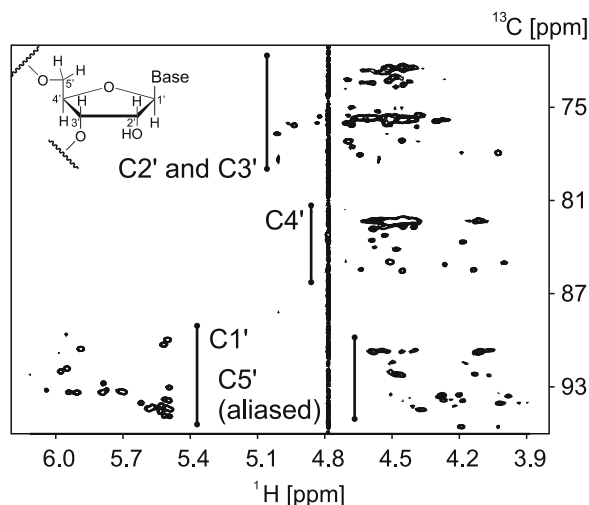 ¹³C [ppm]
Base
O
O
5'
H
H
4'
H
H
H
1'
H
3'
2'
O
HO
75
C2' and C3'
81
C4'
87
C1'
C5'
(aliased)
93
6.0 5.7 5.4 5.1 4.8 4.5 4.2 3.9
¹H [ppm]